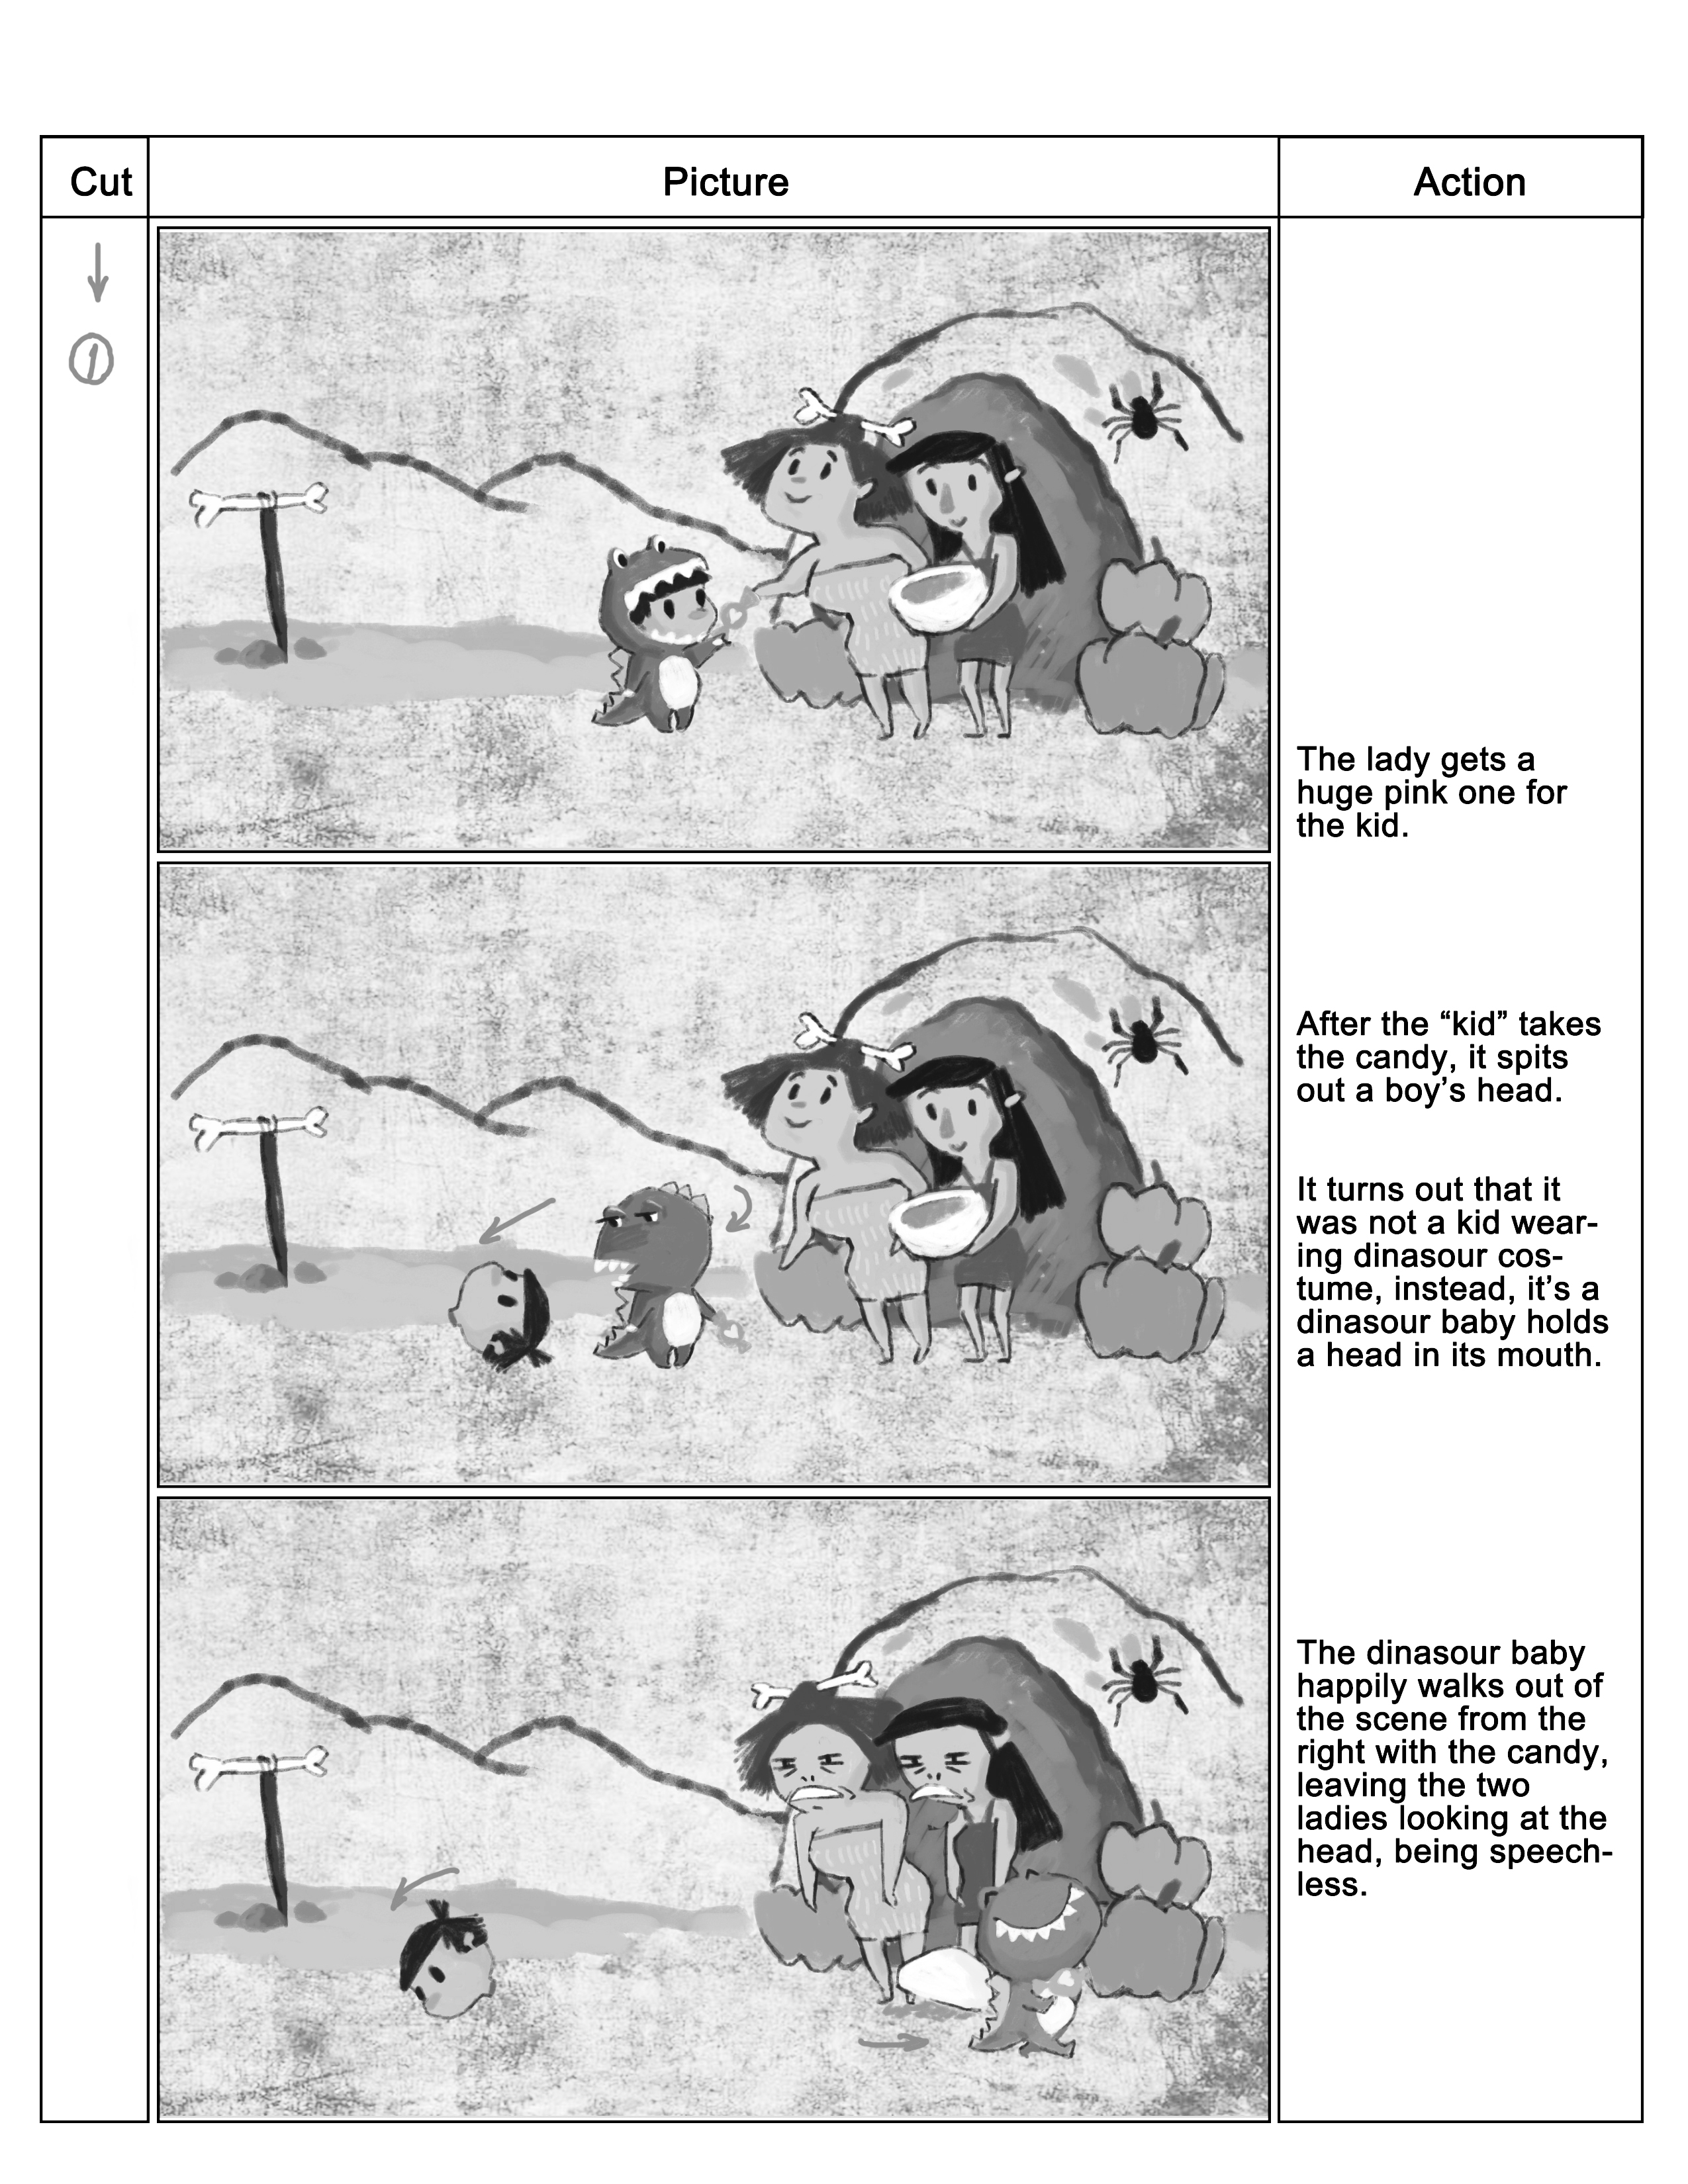 Cut
Picture
Action
1
The lady gets a
huge pink one for
the kid.
After the “kid” takes
the candy, it spits
out a boy’s head.
It turns out that it
was not a kid wear-
ing dinasour cos-
tume, instead, it’s a
dinasour baby holds
a head in its mouth.
The dinasour baby
happily walks out of
the scene from the
right with the candy,
leaving the two
ladies looking at the
head, being speech-
less.